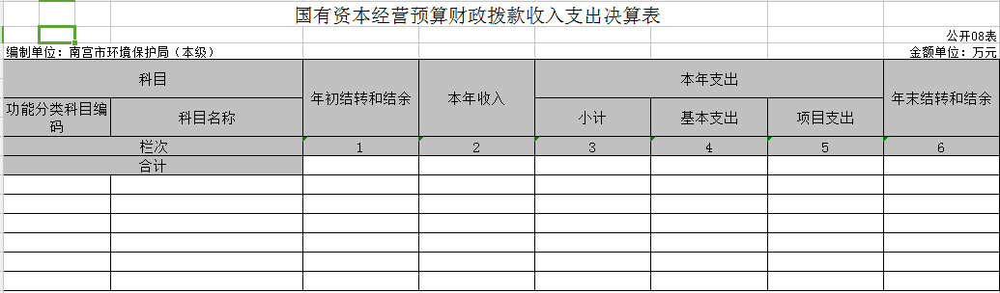 国有资本经营预算财政拨款收入支出决算表
公开08表
编制单位：南宫市环境保护局（本级） 金额单位：万元
科目 年初结转和结余 本年收入 本年支出 年末结转和结余
功能分类科目编码 科目名称 小计 基本支出 项目支出
栏次 1 2 3 4 5 6
合计